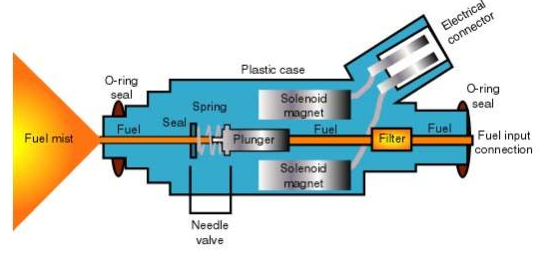 Electrical
connector
Plastic case
O-ring
seal
O-ring
seal
Spring
Solenoid
magnet
Seal
Fuel mist
Fuel
Plunger
Fuel
Filter
Fuel
Fuel input
connection
Solenoid
magnet
Needle
valve